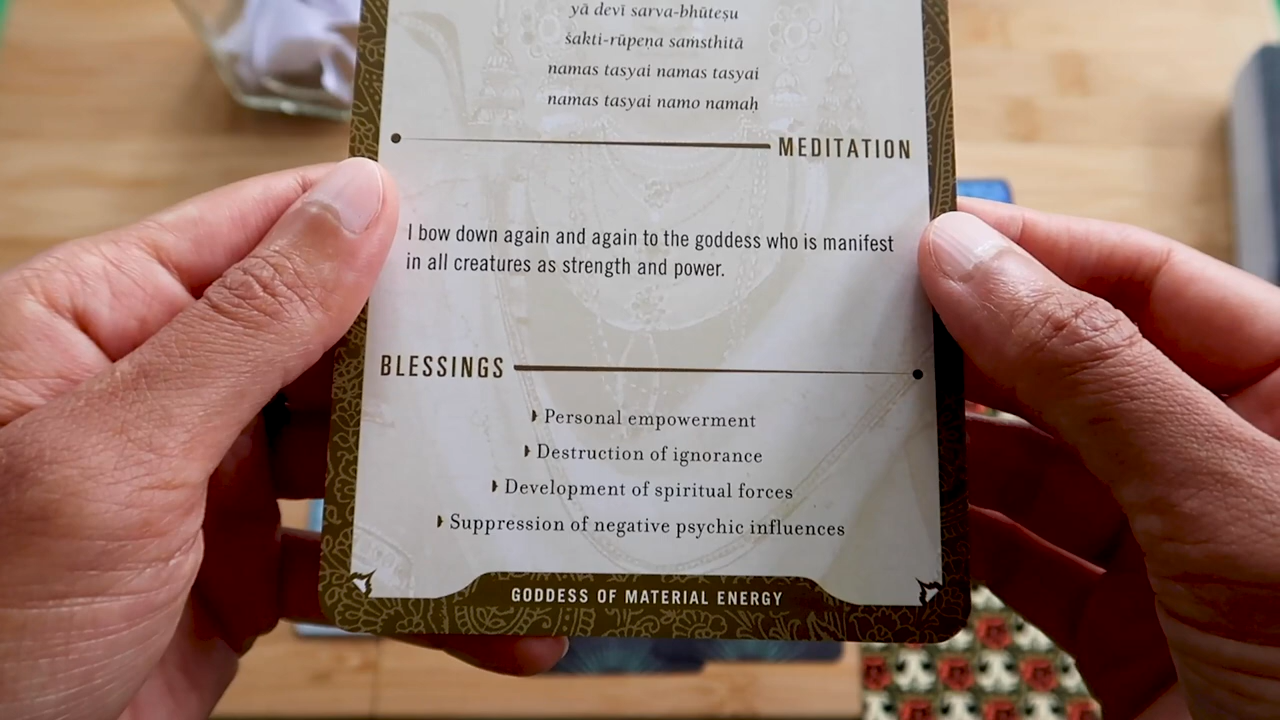 yā devī sarva-bhūteṣu
śakti-rūpeṇa saṁsthitā
namas tasyai namas tasyai
namas tasyai namo namaḥ
MEDITATION
I bow down again and again to the goddess who is manifest
in all creatures as strength and power.
BLESSINGS
Personal empowerment
Destruction of ignorance
Development of spiritual forces
Suppression of negative psychic influences
GODDESS OF MATERIAL ENERGY